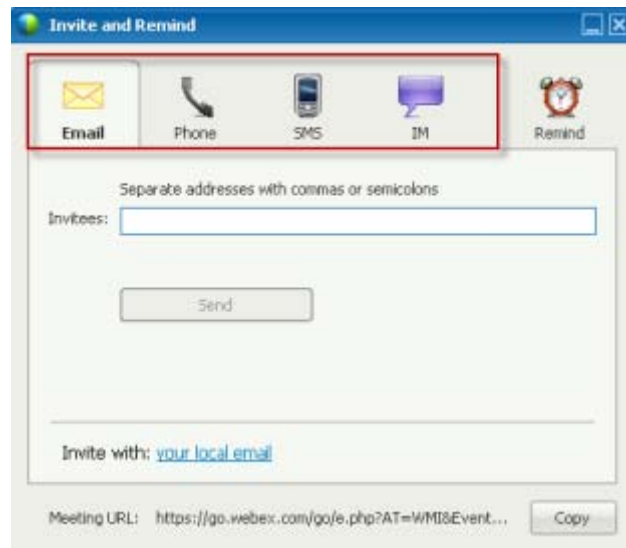 Invite and Remind
Email Phone SMS IM Remind
Separate addresses with commas or semicolons
Invitees:
Send
Invite with: your local email
Meeting URL: https://go.webex.com/go/e.php?AT=WMI&Event... Copy